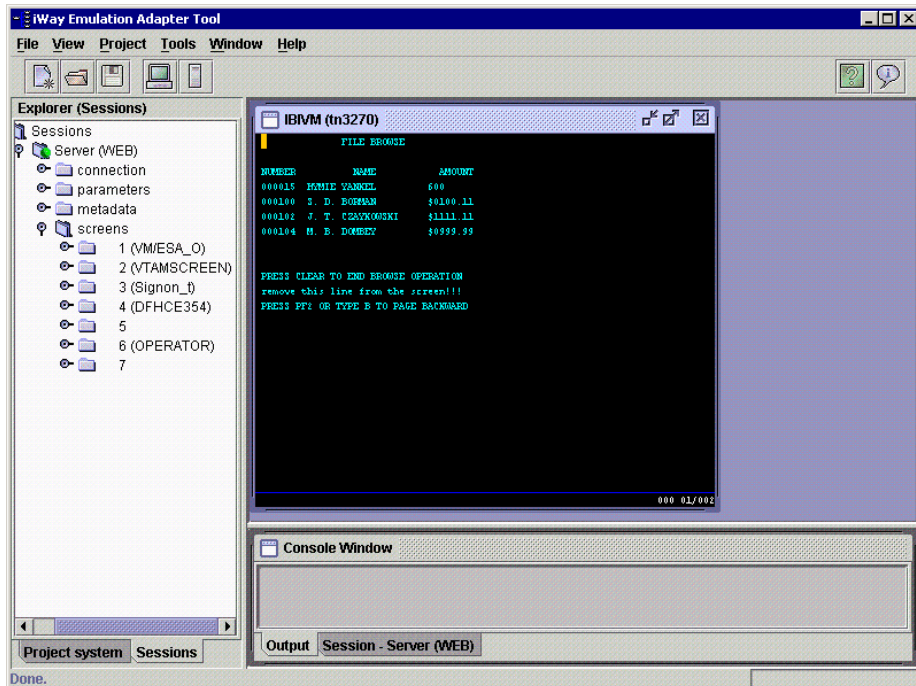 iWay Emulation Adapter Tool
File View Project Tools Window Help
Explorer (Sessions)
Sessions
Server (WEB)
connection
parameters
metadata
screens
1 (VM/ESA_O)
2 (VTAMSCREEN)
3 (Signon_t)
4 (DFHCE354)
5
6 (OPERATOR)
7
Project system Sessions
IBIVM (tn3270)
FILE BROWSE
NUMBER NAME AMOUNT
000015 MYMIE YANKEL 600
000100 S. D. BORMAN $0100.11
000102 J. T. CZAYKOWSKI $1111.11
000104 M. B. DOMBEY $0999.99
PRESS CLEAR TO END BROWSE OPERATION
remove this line from the screen!!!
PRESS PF2 OR TYPE B TO PAGE BACKWARD
000 01/002
Console Window
Output Session - Server (WEB)
Done.